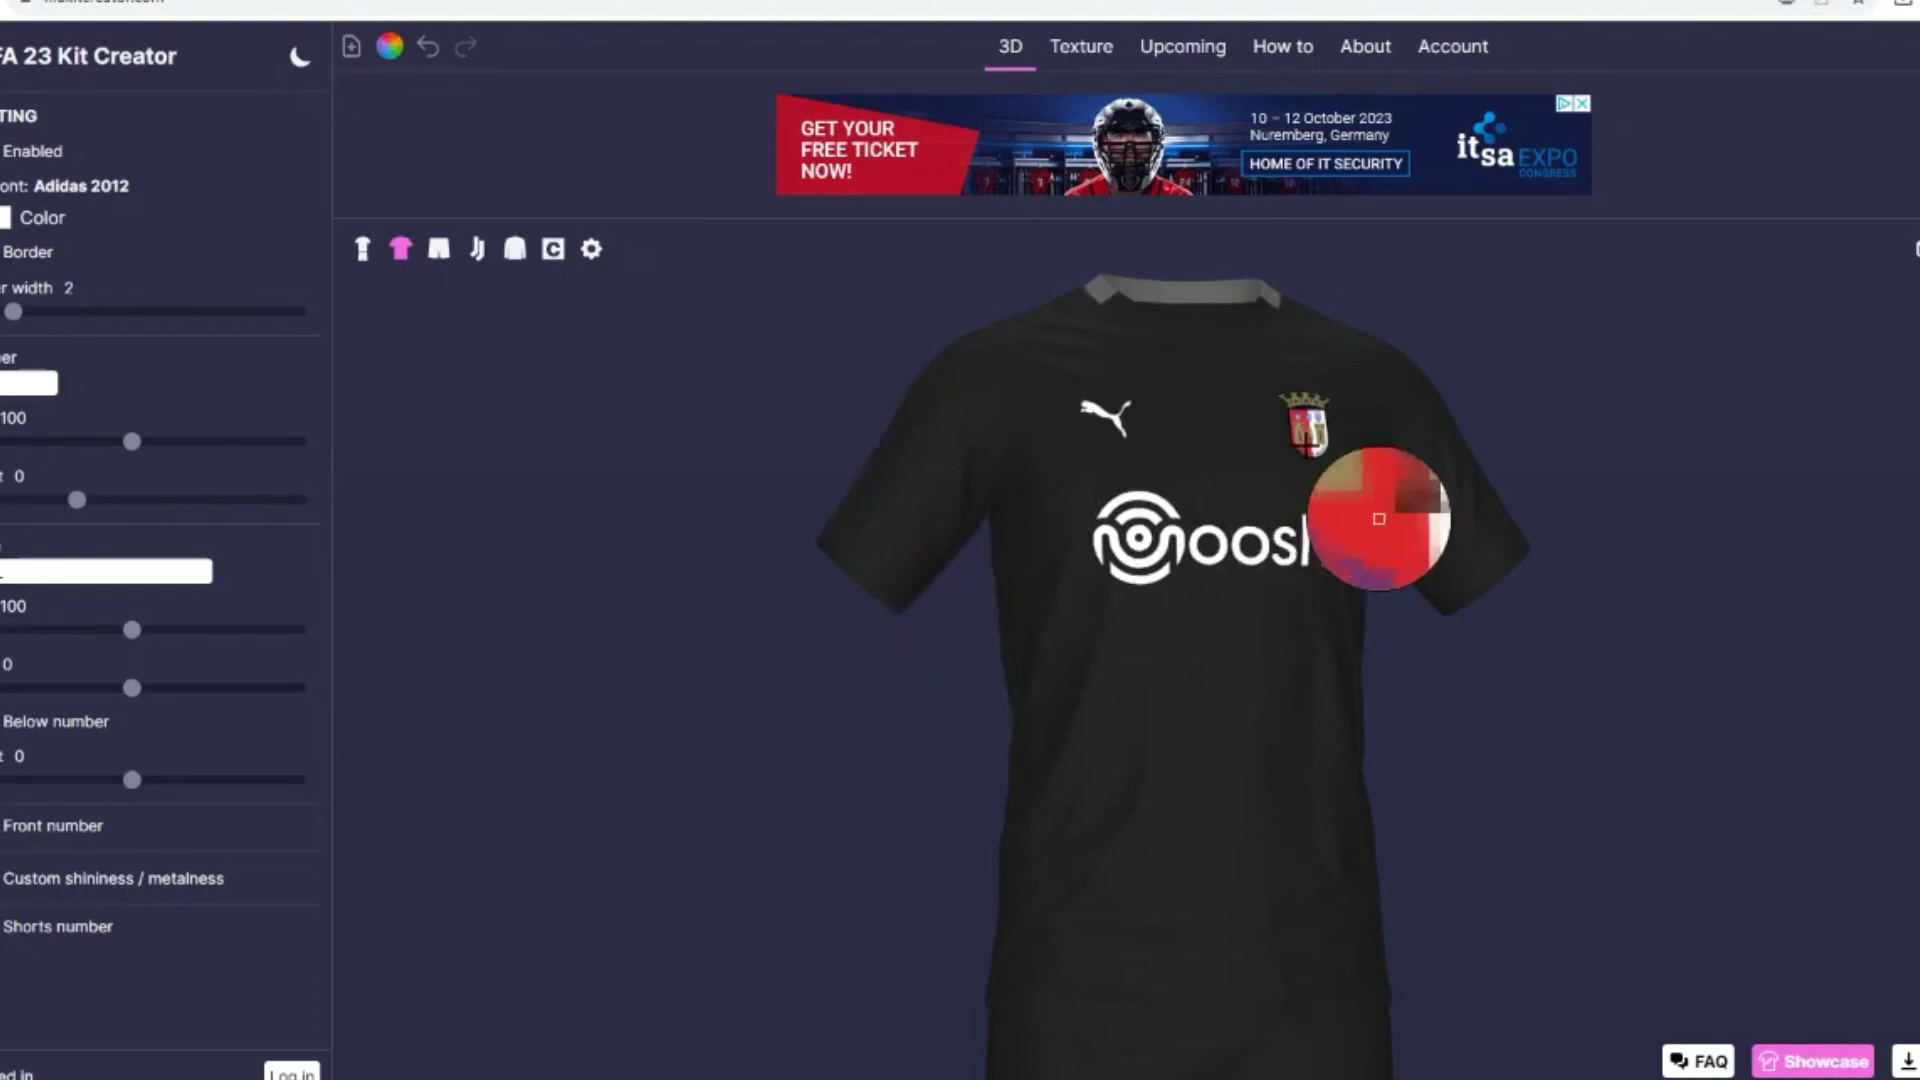 FA 23 Kit Creator
3D
Texture
Upcoming
How to
About
Account
GET YOUR
FREE TICKET
NOW!
10 – 12 October 2023
Nuremberg, Germany
HOME OF IT SECURITY
itsa EXPO
CONGRESS
TING
Enabled
ont: Adidas 2012
Color
Border
r width 2
er
100
t 0
100
0
Below number
t 0
Front number
Custom shininess / metalness
Shorts number
ed in
Log in
C
moosh
FAQ
Showcase